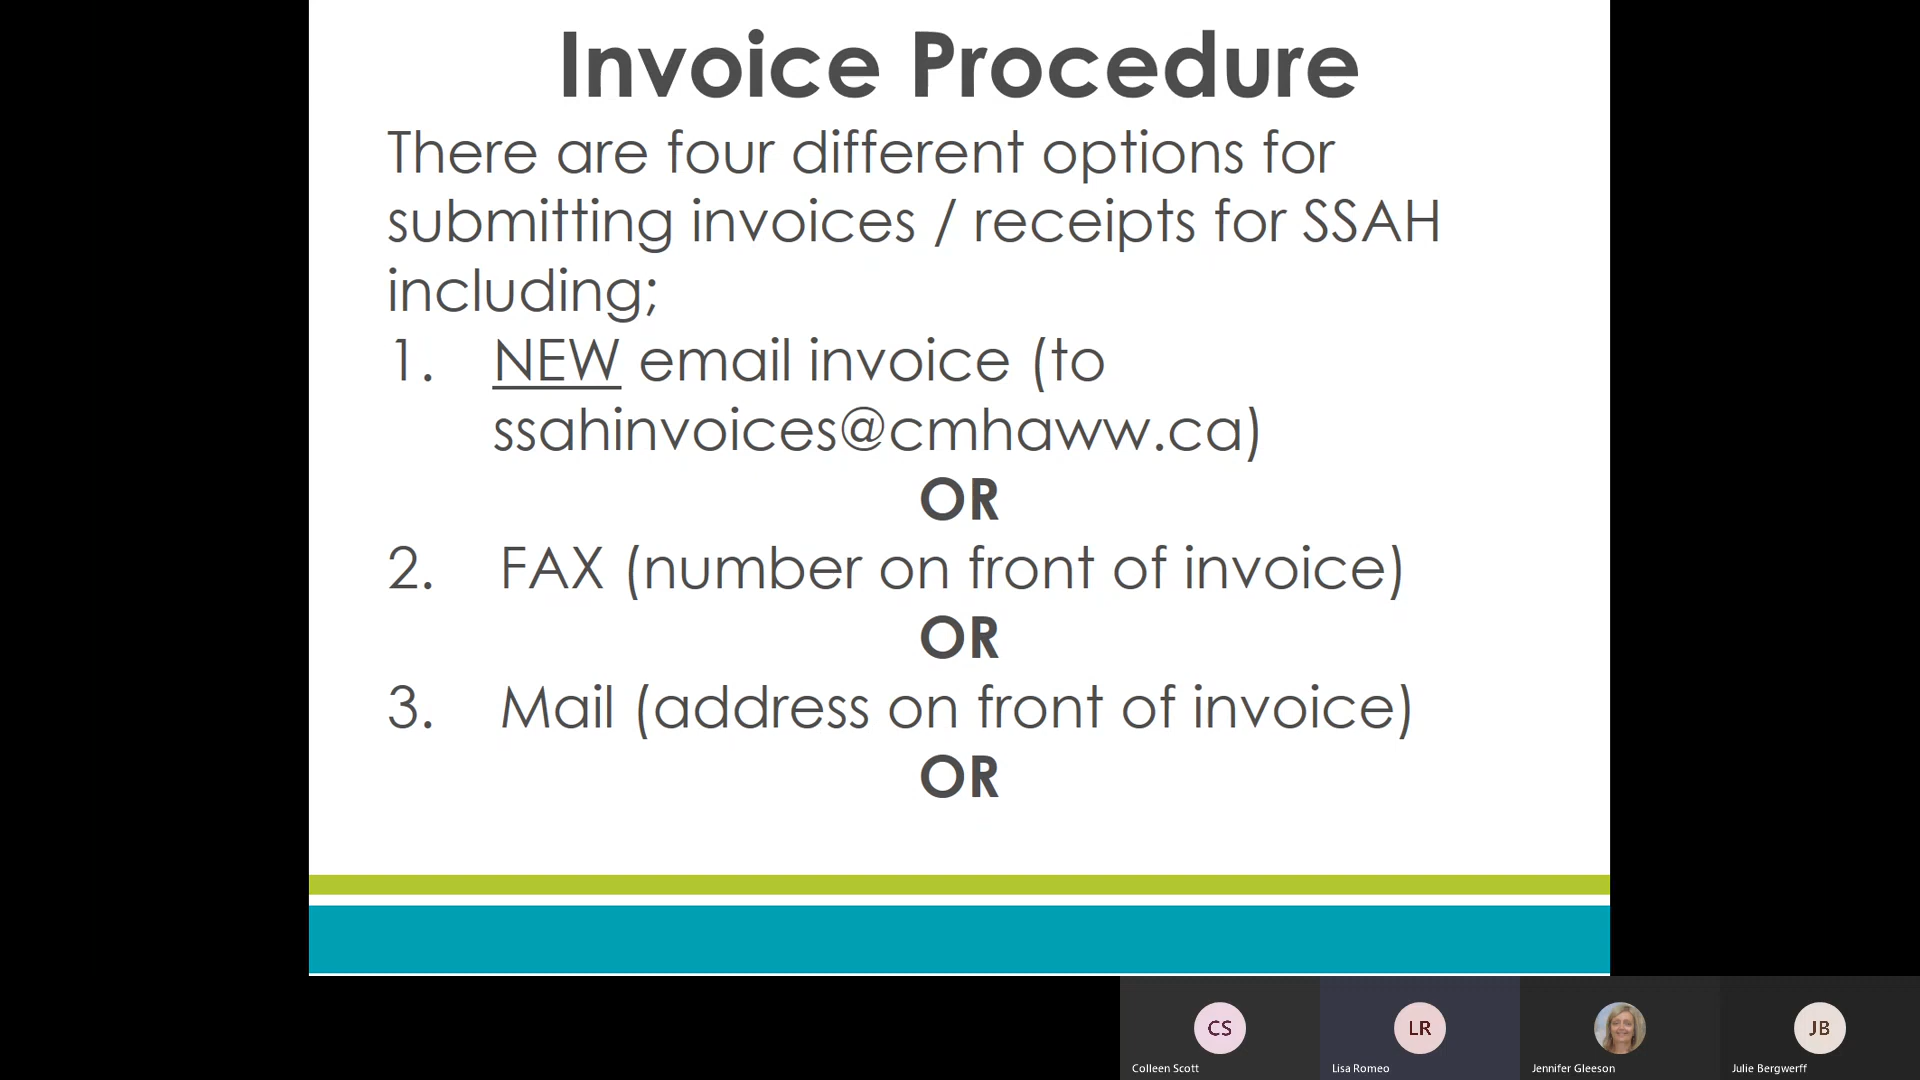 Invoice Procedure
There are four different options for
submitting invoices / receipts for SSAH
including;
1. NEW email invoice (to
ssahinvoices@cmhaww.ca)
OR
2. FAX (number on front of invoice)
OR
3. Mail (address on front of invoice)
OR
CS
LR
JB
Colleen Scott
Lisa Romeo
Jennifer Gleeson
Julie Bergwerff